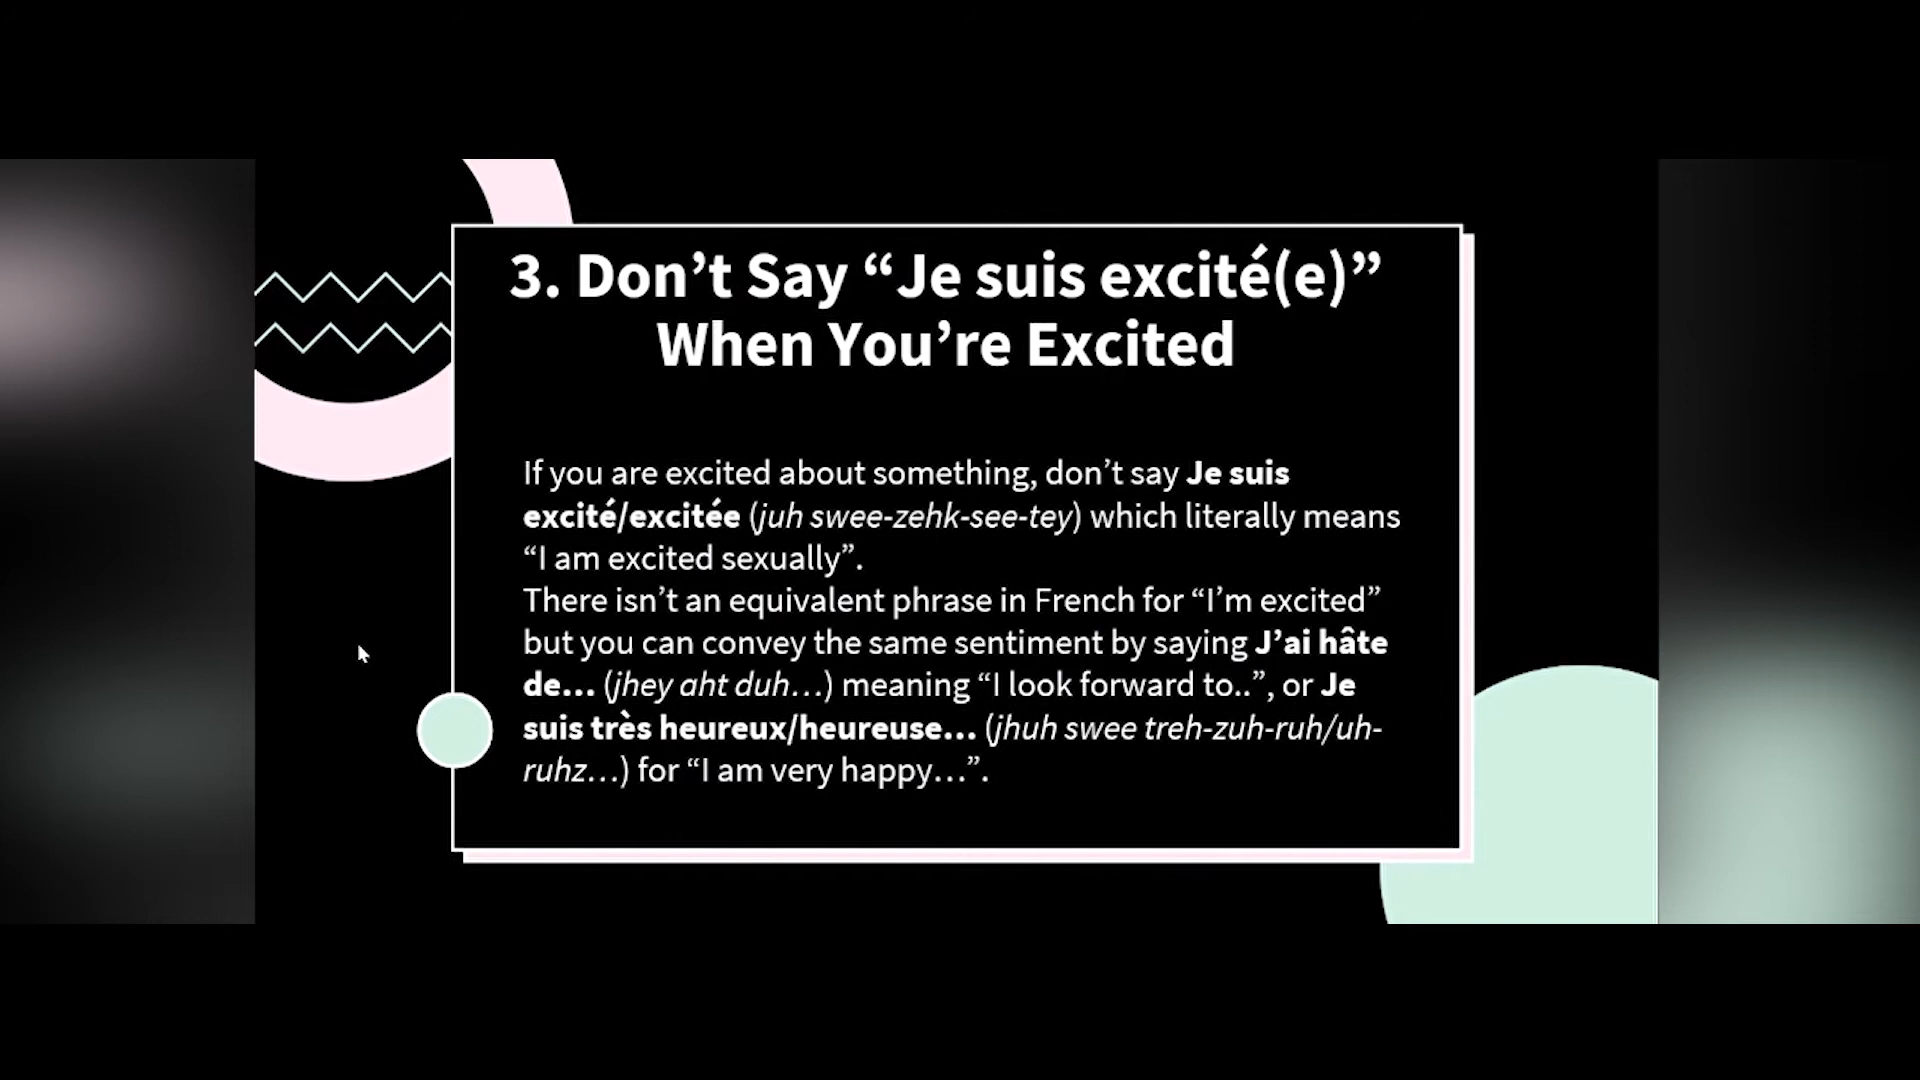 3. Don’t Say “Je suis excité(e)”
When You’re Excited
If you are excited about something, don’t say Je suis
excité/excitée (juh swee-zehk-see-tey) which literally means
“I am excited sexually”.
There isn’t an equivalent phrase in French for “I’m excited”
but you can convey the same sentiment by saying J’ai hâte
de… (jhey aht duh…) meaning “I look forward to..”, or Je
suis très heureux/heureuse… (jhuh swee treh-zuh-ruh/uh-
ruhz…) for “I am very happy…”.